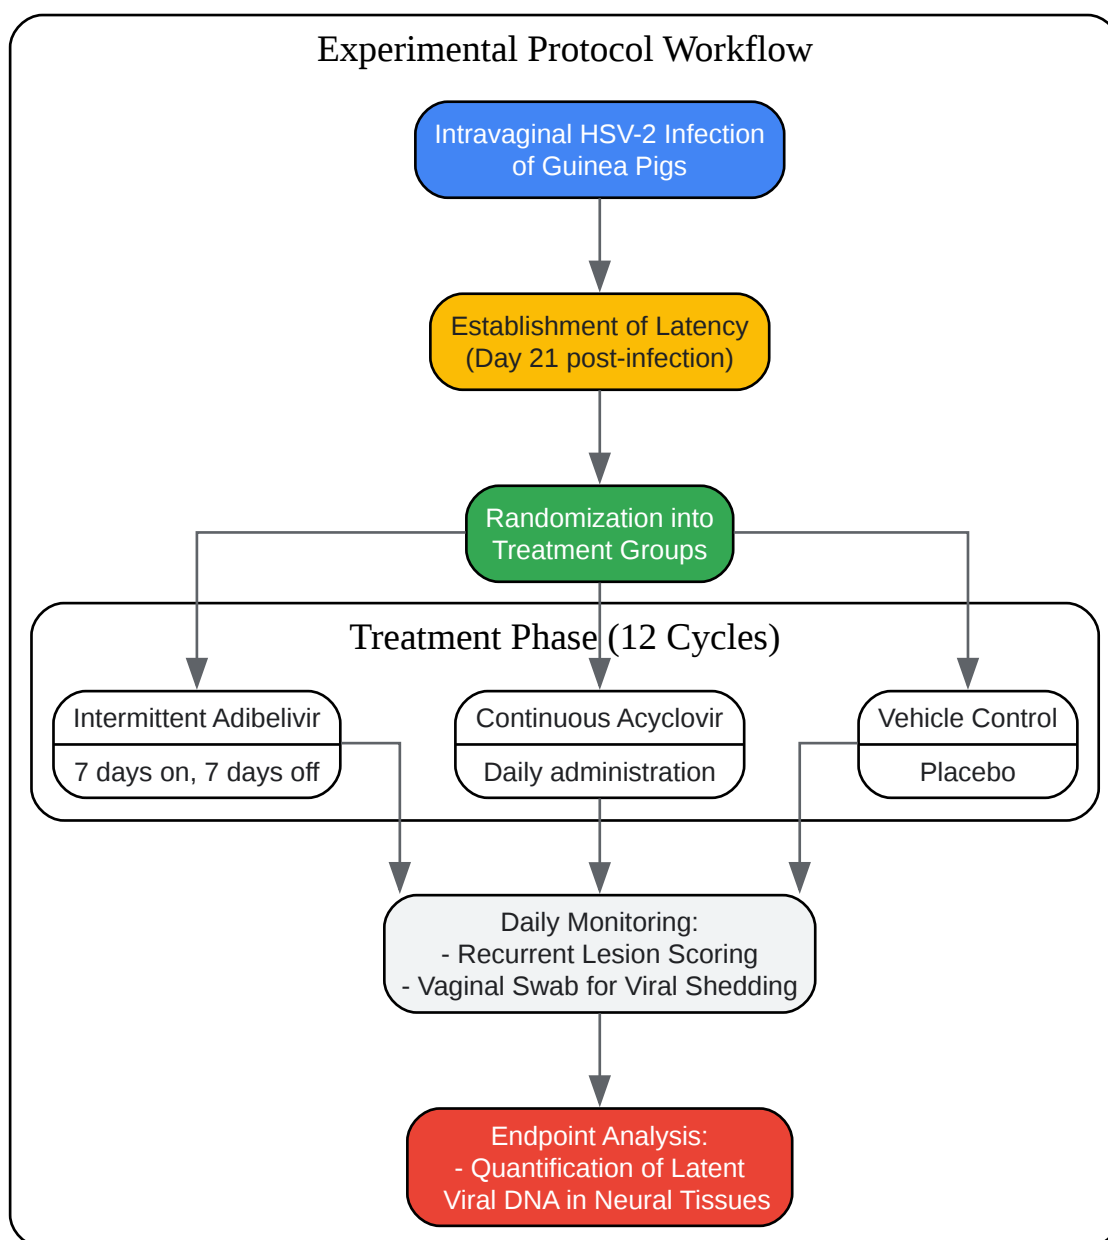 Experimental Protocol Workflow
Intravaginal HSV-2 Infection
of Guinea Pigs
Establishment of Latency
(Day 21 post-infection)
Randomization into
Treatment Groups
Treatment Phase (12 Cycles)
Intermittent Adibelivir
7 days on, 7 days off
Continuous Acyclovir
Daily administration
Vehicle Control
Placebo
Daily Monitoring:
- Recurrent Lesion Scoring
- Vaginal Swab for Viral Shedding
Endpoint Analysis:
- Quantification of Latent
Viral DNA in Neural Tissues